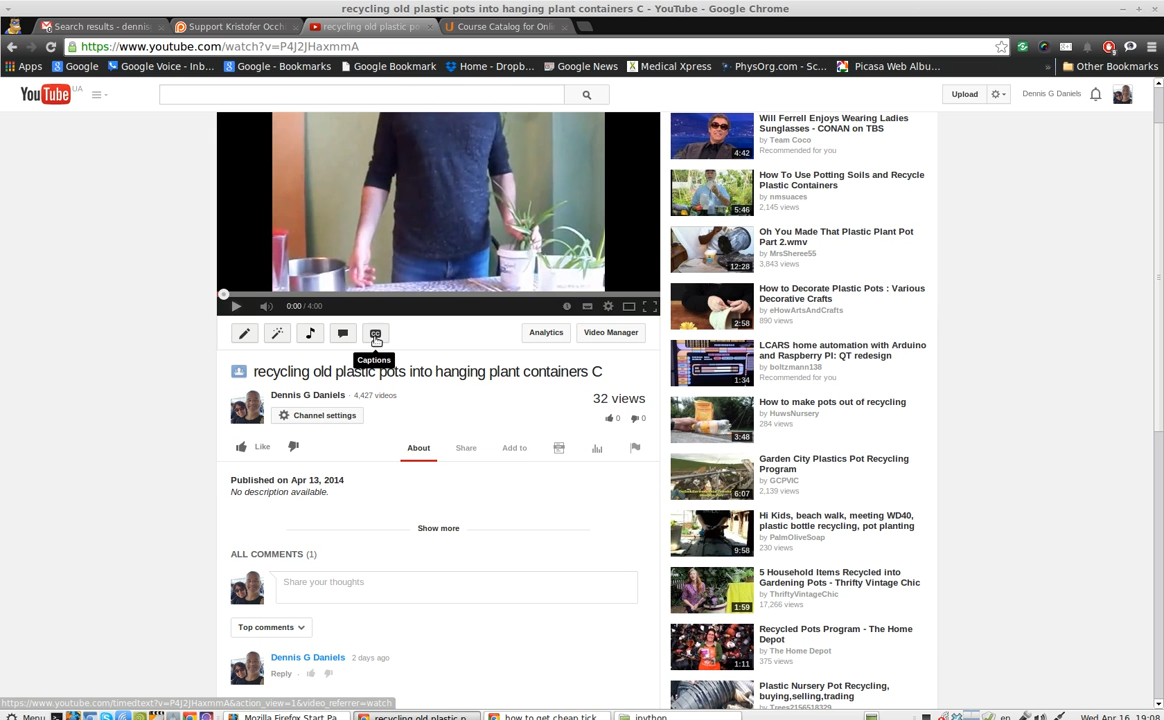 recycling old plastic pots into hanging plant containers C - YouTube - Google Chrome
Search results - dennis
Support Kristofer Occh
recycling old plastic po
Course Catalog for Onli
https://www.youtube.com/watch?v=P4J2JHaxmmA
Apps
Google
Google Voice - Inb...
Google - Bookmarks
Google Bookmark
Home - Dropb...
Google News
Medical Xpress
PhysOrg.com - Sc...
Picasa Web Albu...
»
Other Bookmarks
YouTube UA
Upload
Dennis G Daniels
0:00 / 4:00
Analytics
Video Manager
Captions
recycling old plastic pots into hanging plant containers C
Dennis G Daniels · 4,427 videos
Channel settings
32 views
0
0
Like
About
Share
Add to
Published on Apr 13, 2014
No description available.
Show more
ALL COMMENTS (1)
Share your thoughts
Top comments
Dennis G Daniels 2 days ago
Reply
4:42
Will Ferrell Enjoys Wearing Ladies
Sunglasses - CONAN on TBS
by Team Coco
Recommended for you
5:46
How To Use Potting Soils and Recycle
Plastic Containers
by nmsuaces
2,145 views
12:28
Oh You Made That Plastic Plant Pot
Part 2.wmv
by MrsSheree55
3,843 views
2:58
How to Decorate Plastic Pots : Various
Decorative Crafts
by eHowArtsAndCrafts
890 views
1:34
LCARS home automation with Arduino
and Raspberry PI: QT redesign
by boltzmann138
Recommended for you
3:48
How to make pots out of recycling
by HuwsNursery
284 views
6:07
Garden City Plastics Pot Recycling
Program
by GCPVIC
2,139 views
9:58
Hi Kids, beach walk, meeting WD40,
plastic bottle recycling, pot planting
by PalmOliveSoap
230 views
1:59
5 Household Items Recycled into
Gardening Pots - Thrifty Vintage Chic
by ThriftyVintageChic
17,266 views
1:11
Recycled Pots Program - The Home
Depot
by The Home Depot
375 views
Plastic Nursery Pot Recycling,
buying,selling,trading
by Trees2156518329
https://www.youtube.com/timedtext?v=P4J2JHaxmmA&action_view=1&video_referrer=watch
Menu
Mozilla Firefox Start Pa
recycling old plastic p
how to get cheap tick
ipython
en
Wed Apr 16, 19:08